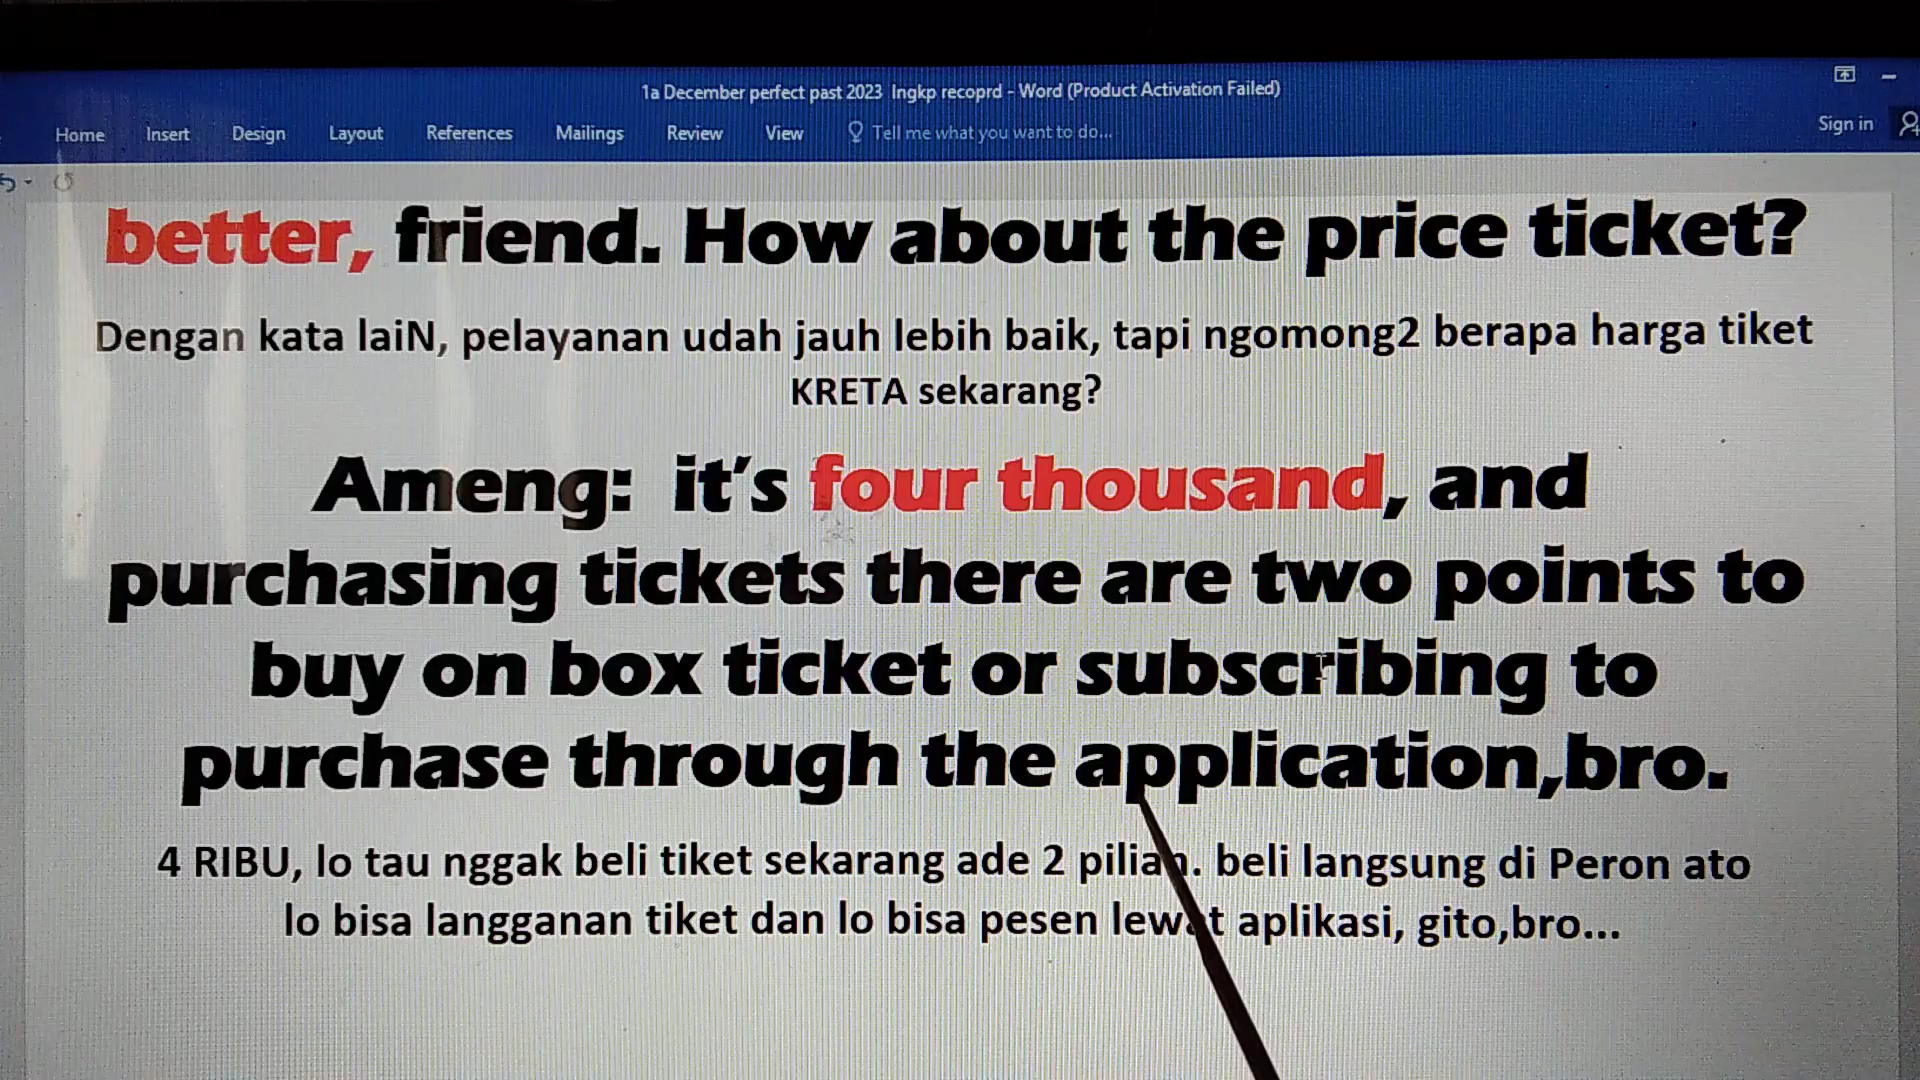 1a December perfect past 2023 Ingkp recoprd - Word (Product Activation Failed)
Home Insert Design Layout References Mailings Review View Tell me what you want to do... Sign in
better, friend. How about the price ticket?
Dengan kata laiN, pelayanan udah jauh lebih baik, tapi ngomong2 berapa harga tiket
KRETA sekarang?
Ameng: it's four thousand, and
purchasing tickets there are two points to
buy on box ticket or subscribing to
purchase through the application,bro.
4 RIBU, lo tau nggak beli tiket sekarang ade 2 pilian. beli langsung di Peron ato
lo bisa langganan tiket dan lo bisa pesen lewat aplikasi, gito,bro...